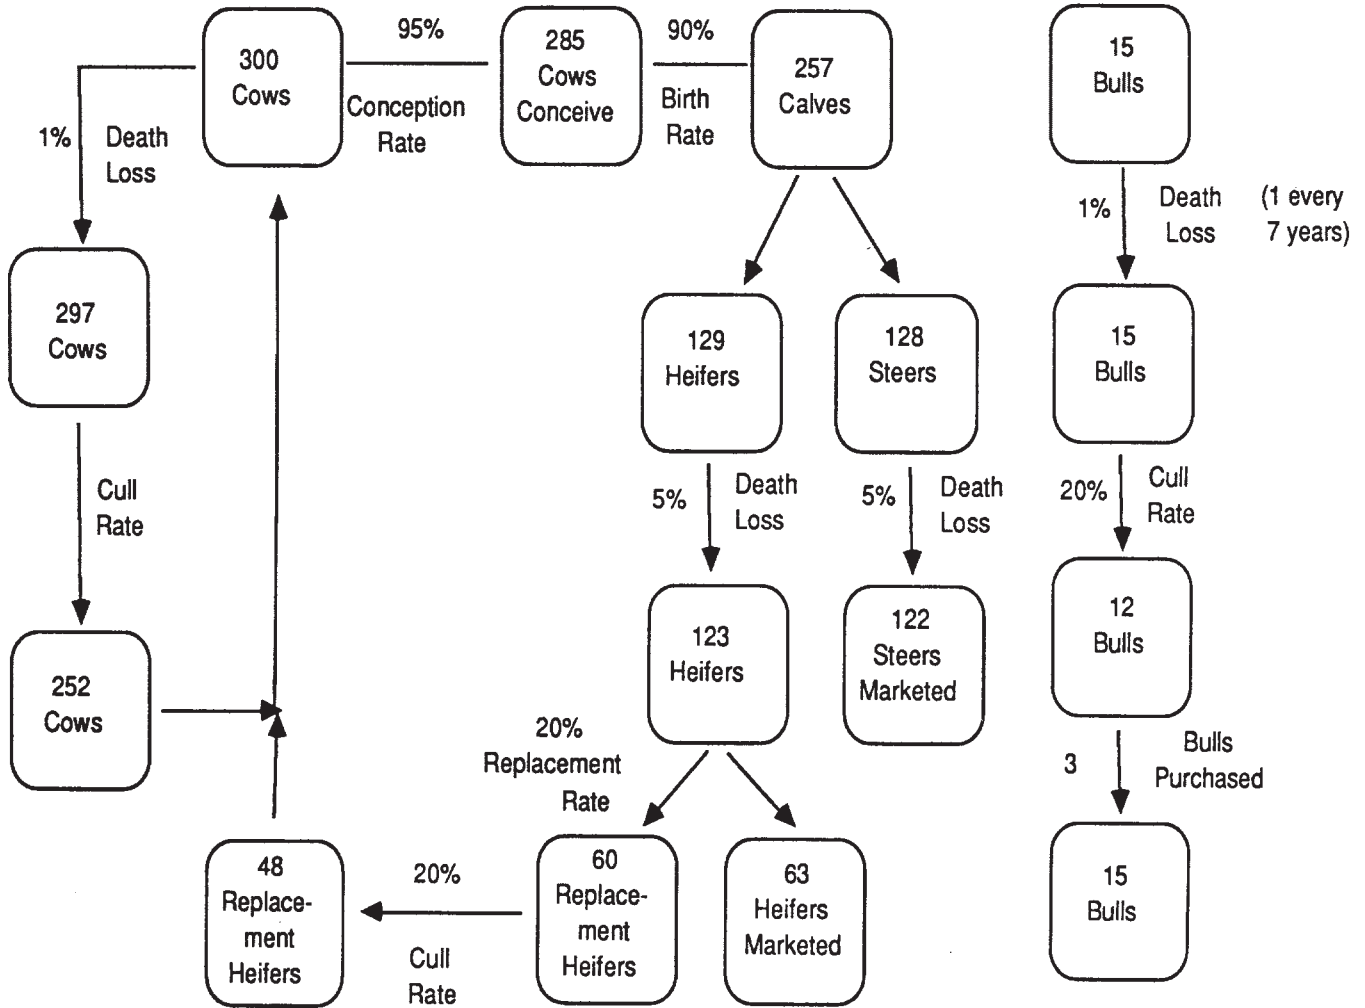 300
Cows
95%
Conception
Rate
285
Cows
Conceive
90%
Birth
Rate
257
Calves
15
Bulls
1%
Death
Loss
1%
Death
Loss
(1 every
7 years)
297
Cows
129
Heifers
128
Steers
15
Bulls
Cull
Rate
5%
Death
Loss
5%
Death
Loss
20%
Cull
Rate
252
Cows
123
Heifers
122
Steers
Marketed
12
Bulls
20%
Replacement
Rate
3
Bulls
Purchased
48
Replace-
ment
Heifers
20%
Cull
Rate
60
Replace-
ment
Heifers
63
Heifers
Marketed
15
Bulls